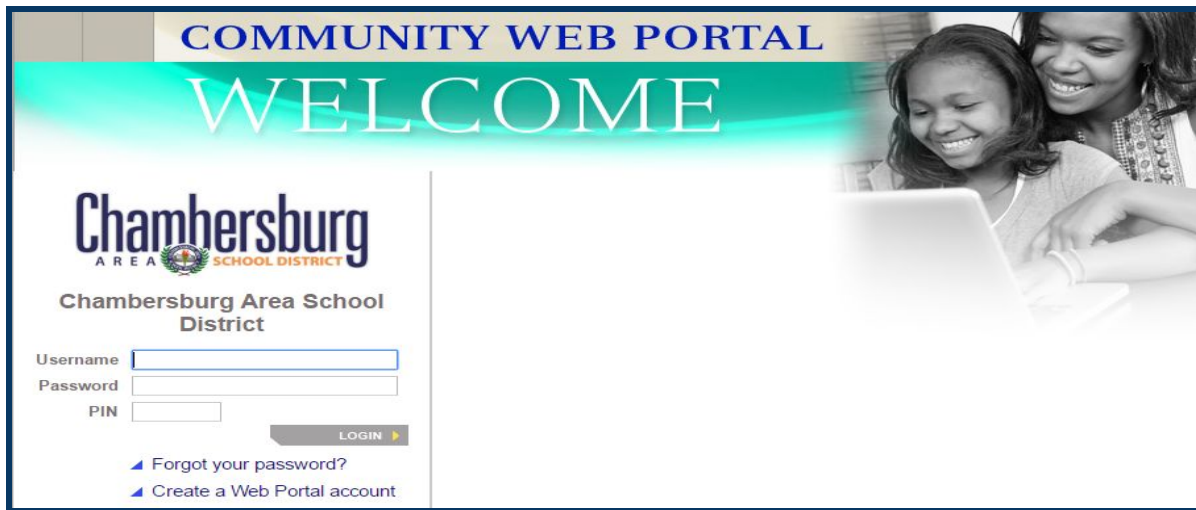 COMMUNITY WEB PORTAL
WELCOME
Chambersburg
AREA SCHOOL DISTRICT
Chambersburg Area School
District
Username
Password
PIN
LOGIN
Forgot your password?
Create a Web Portal account